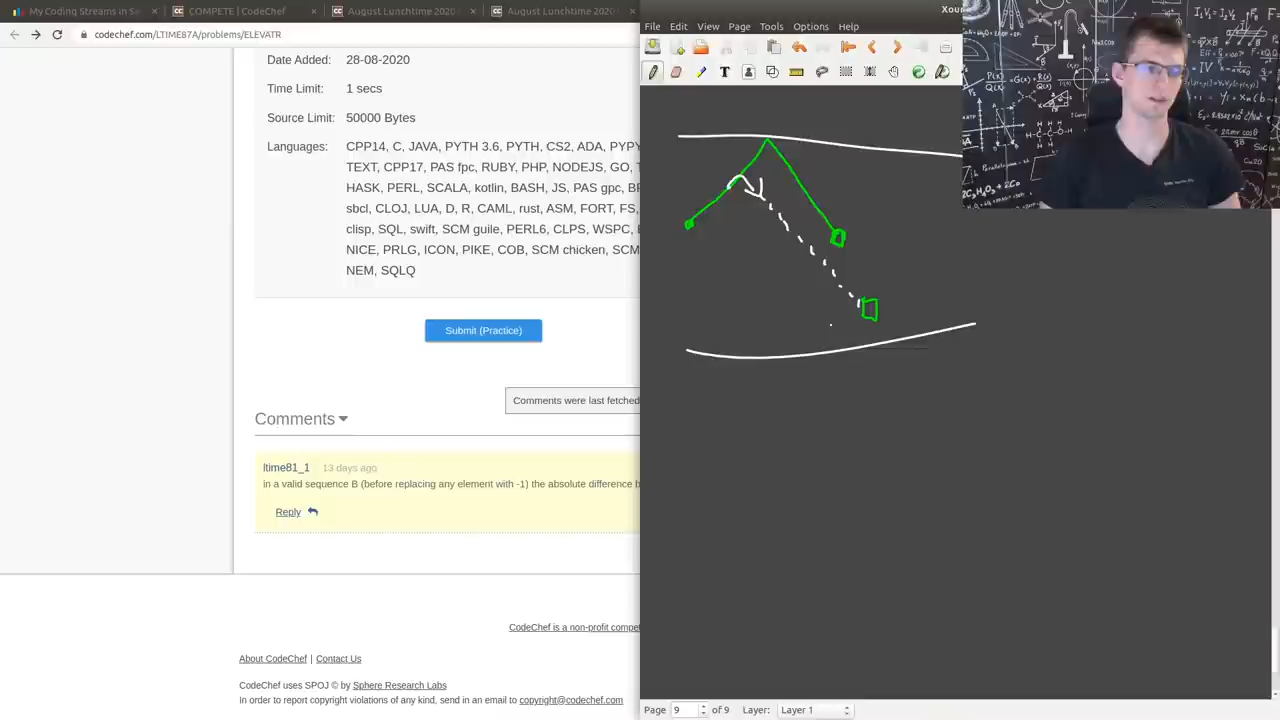 My Coding Streams in Se
COMPETE | CodeChef
CC August Lunchtime 2020
CC August Lunchtime 2020
Xou
codechef.com/LTIME87A/problems/ELEVATR
File Edit View Page Tools Options Help
Date Added: 28-08-2020
Time Limit: 1 secs
Source Limit: 50000 Bytes
Languages: CPP14, C, JAVA, PYTH 3.6, PYTH, CS2, ADA, PYPY
TEXT, CPP17, PAS fpc, RUBY, PHP, NODEJS, GO, T
HASK, PERL, SCALA, kotlin, BASH, JS, PAS gpc, BF
sbcl, CLOJ, LUA, D, R, CAML, rust, ASM, FORT, FS,
clisp, SQL, swift, SCM guile, PERL6, CLPS, WSPC, E
NICE, PRLG, ICON, PIKE, COB, SCM chicken, SCM
NEM, SQLQ
Submit (Practice)
Comments were last fetched
Comments
ltime81_1 13 days ago
in a valid sequence B (before replacing any element with -1) the absolute difference b
Reply
CodeChef is a non-profit compet
About CodeChef | Contact Us
CodeChef uses SPOJ © by Sphere Research Labs
In order to report copyright violations of any kind, send in an email to copyright@codechef.com
Page 9 of 9 Layer: Layer 1